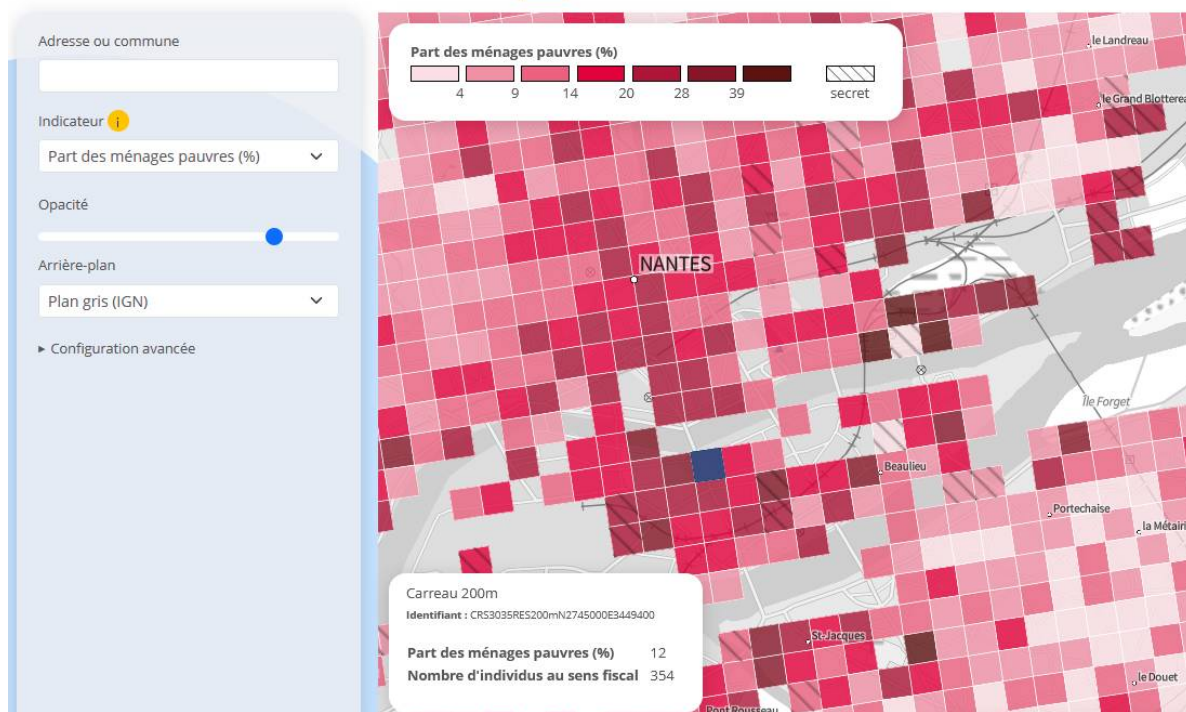 Adresse ou commune
Indicateur i
Part des ménages pauvres (%)
Opacité
Arrière-plan
Plan gris (IGN)
▸ Configuration avancée
Part des ménages pauvres (%)
4 9 14 20 28 39 secret
le Landreau
le Grand Blottereau
NANTES
Île Forget
Beaulieu
Portechaise
la Métairi
Carreau 200m
Identifiant : CRS3035RES200mN2745000E3449400
Part des ménages pauvres (%) 12
Nombre d'individus au sens fiscal 354
St-Jacques
le Douet
Pont Rousseau